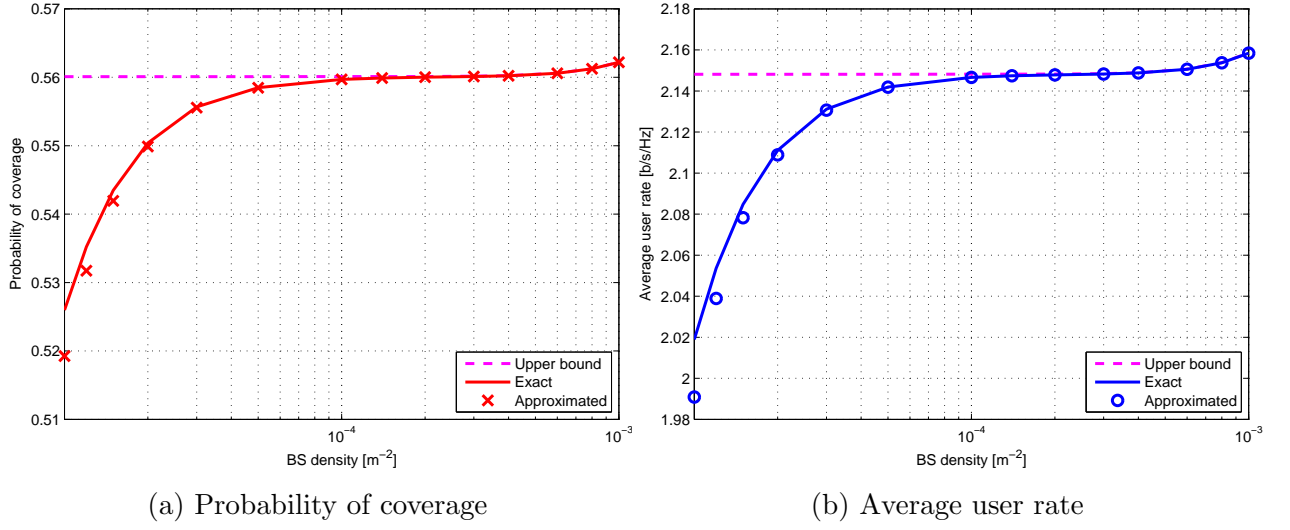 0.57
0.56
0.55
0.54
0.53
0.52
0.51
Probability of coverage
10⁻⁴
10⁻³
BS density [m⁻²]
Upper bound
Exact
Approximated
(a) Probability of coverage
2.18
2.16
2.14
2.12
2.1
2.08
2.06
2.04
2.02
2
1.98
Average user rate [b/s/Hz]
10⁻⁴
10⁻³
BS density [m⁻²]
Upper bound
Exact
Approximated
(b) Average user rate